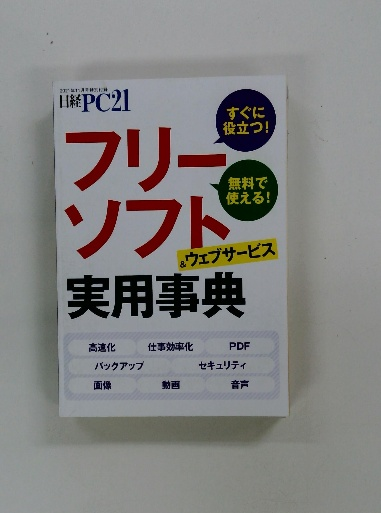 日経PC21
すぐに
役立つ!
フリー
無料で
使える!
ソフト
&ウェブサービス
実用事典
高速化 仕事効率化 PDF
バックアップ セキュリティ
画像 動画 音声